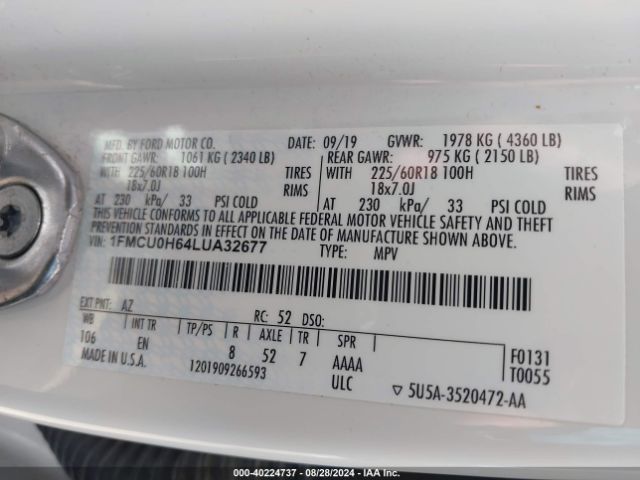 MFD. BY FORD MOTOR CO.
DATE: 09/19 GVWR: 1978 KG ( 4360 LB)
FRONT GAWR: 1061 KG ( 2340 LB)
REAR GAWR: 975 KG ( 2150 LB)
WITH 225/60R18 100H TIRES
WITH 225/60R18 100H TIRES
18x7.0J RIMS
18x7.0J RIMS
AT 230 kPa/ 33 PSI COLD
AT 230 kPa/ 33 PSI COLD
THIS VEHICLE CONFORMS TO ALL APPLICABLE FEDERAL MOTOR VEHICLE SAFETY AND THEFT
PREVENTION STANDARDS IN EFFECT ON THE DATE OF MANUFACTURE SHOWN ABOVE.
VIN: 1FMCU0H64LUA32677
TYPE: MPV
EXT PNT: AZ RC: 52 DSO:
WB INT TR TP/PS R AXLE TR SPR
106 EN 8 52 7 AAAA
F0131
MADE IN U.S.A. 1201909266593 ULC
T0055
▽ 5U5A-3520472-AA
000-40224737 - 08/28/2024 - IAA Inc.